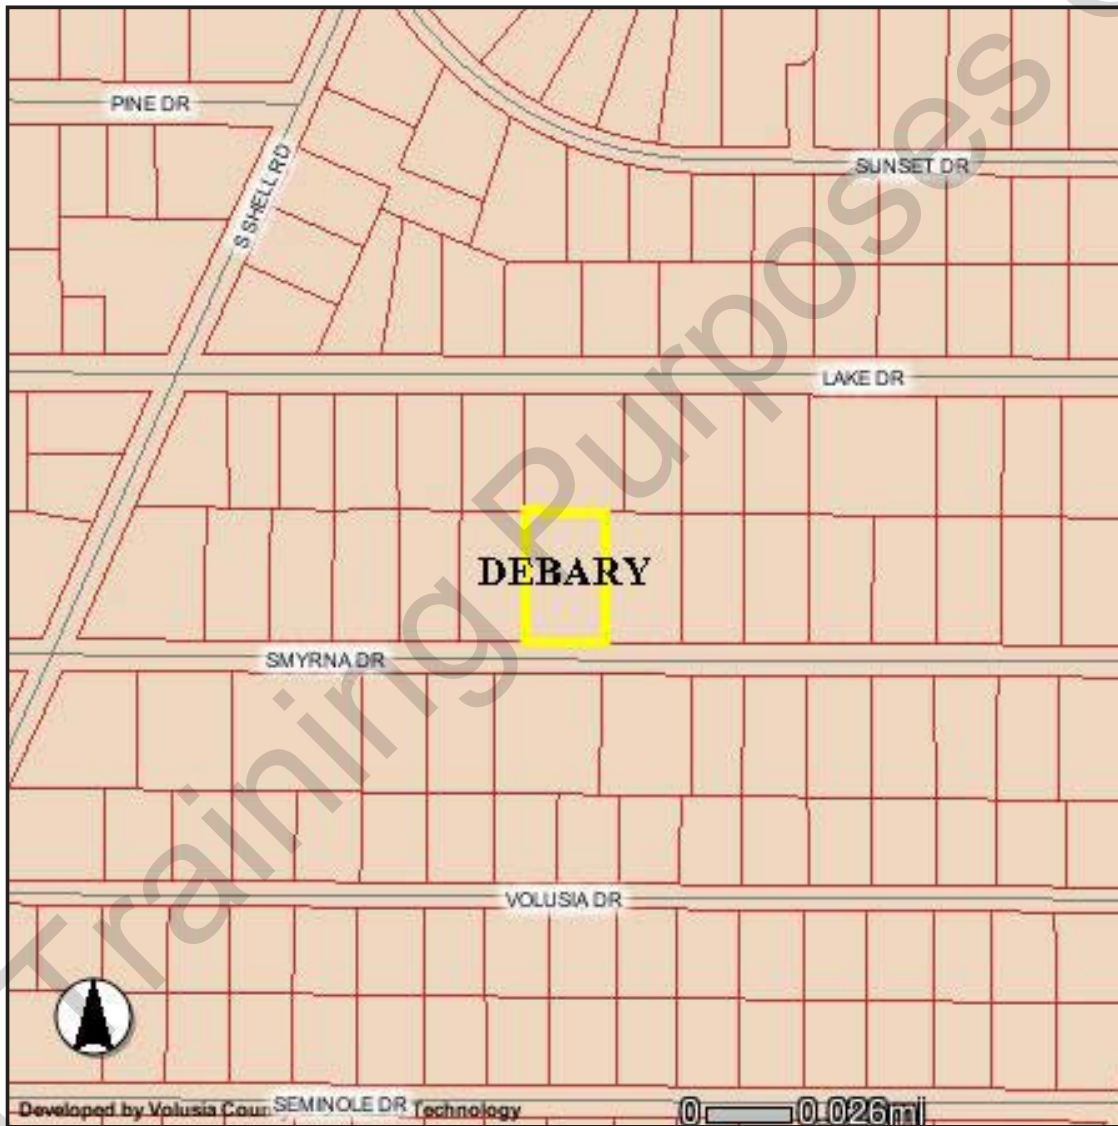 PINE DR
SUNSET DR
S SHELL RD
LAKE DR
DEBARY
SMYRNA DR
VOLUSIA DR
SEMINOLE DR
Developed by Volusia Coun Technology
0 0.026mi
Training Purposes